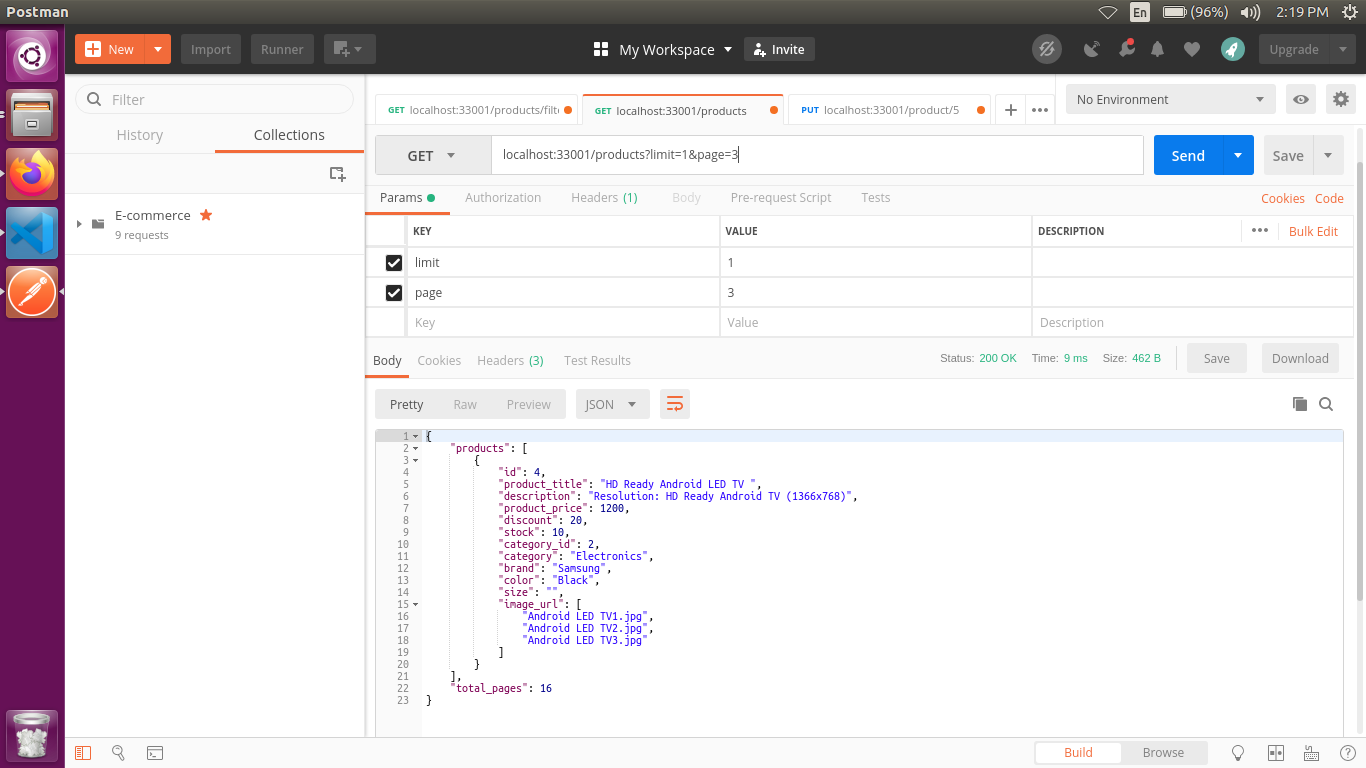 Postman
En
(96%)
2:19 PM
New
Import
Runner
My Workspace
Invite
Upgrade
Filter
History
Collections
E-commerce
9 requests
GET localhost:33001/products/filt
GET localhost:33001/products
PUT localhost:33001/product/5
No Environment
GET
localhost:33001/products?limit=1&page=3
Send
Save
Params
Authorization
Headers (1)
Body
Pre-request Script
Tests
Cookies
Code
KEY
VALUE
DESCRIPTION
Bulk Edit
limit
1
page
3
Key
Value
Description
Body
Cookies
Headers (3)
Test Results
Status: 200 OK
Time: 9 ms
Size: 462 B
Save
Download
Pretty
Raw
Preview
JSON
1 {
2 "products": [
3 {
4 "id": 4,
5 "product_title": "HD Ready Android LED TV ",
6 "description": "Resolution: HD Ready Android TV (1366x768)",
7 "product_price": 1200,
8 "discount": 20,
9 "stock": 10,
10 "category_id": 2,
11 "category": "Electronics",
12 "brand": "Samsung",
13 "color": "Black",
14 "size": "",
15 "image_url": [
16 "Android LED TV1.jpg",
17 "Android LED TV2.jpg",
18 "Android LED TV3.jpg"
19 ]
20 }
21 ],
22 "total_pages": 16
23 }
Build
Browse